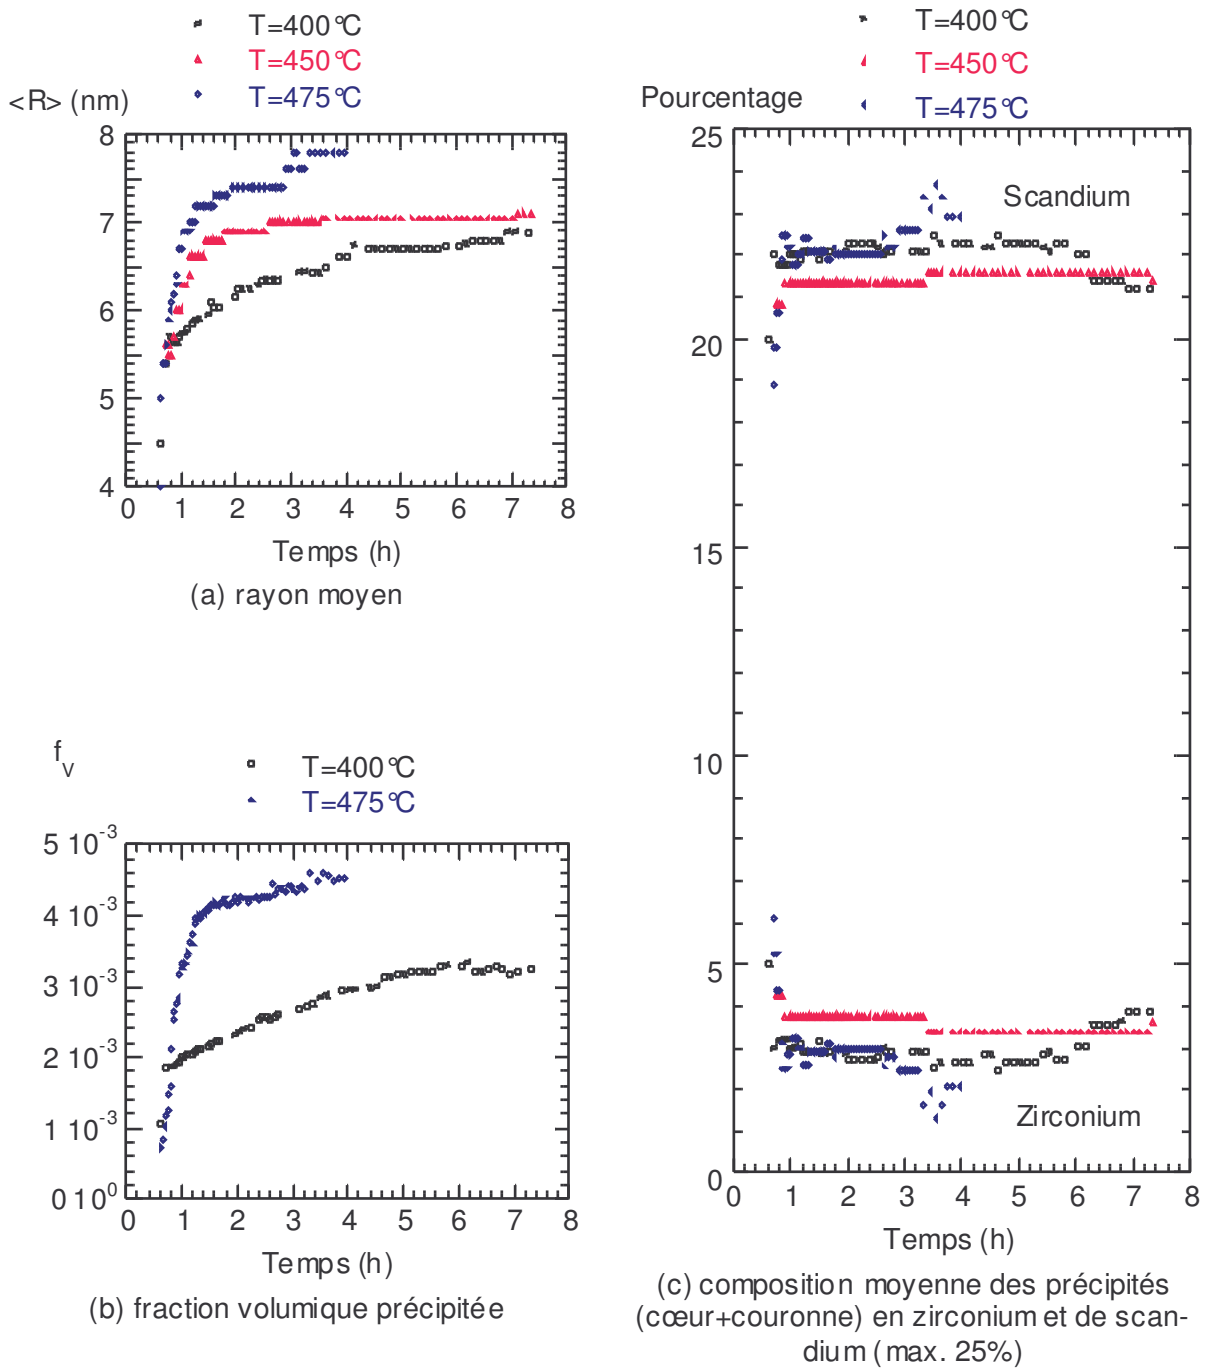 T=400°C
T=450°C
T=475°C
<R> (nm)
8
7
6
5
4
0 1 2 3 4 5 6 7 8
Temps (h)
(a) rayon moyen
f_v
T=400°C
T=475°C
5 10^-3
4 10^-3
3 10^-3
2 10^-3
1 10^-3
0 10^0
0 1 2 3 4 5 6 7 8
Temps (h)
(b) fraction volumique précipitée
T=400°C
T=450°C
T=475°C
Pourcentage
25
Scandium
20
15
10
5
Zirconium
0
0 1 2 3 4 5 6 7 8
Temps (h)
(c) composition moyenne des précipités
(cœur+couronne) en zirconium et de scan-
dium (max. 25%)